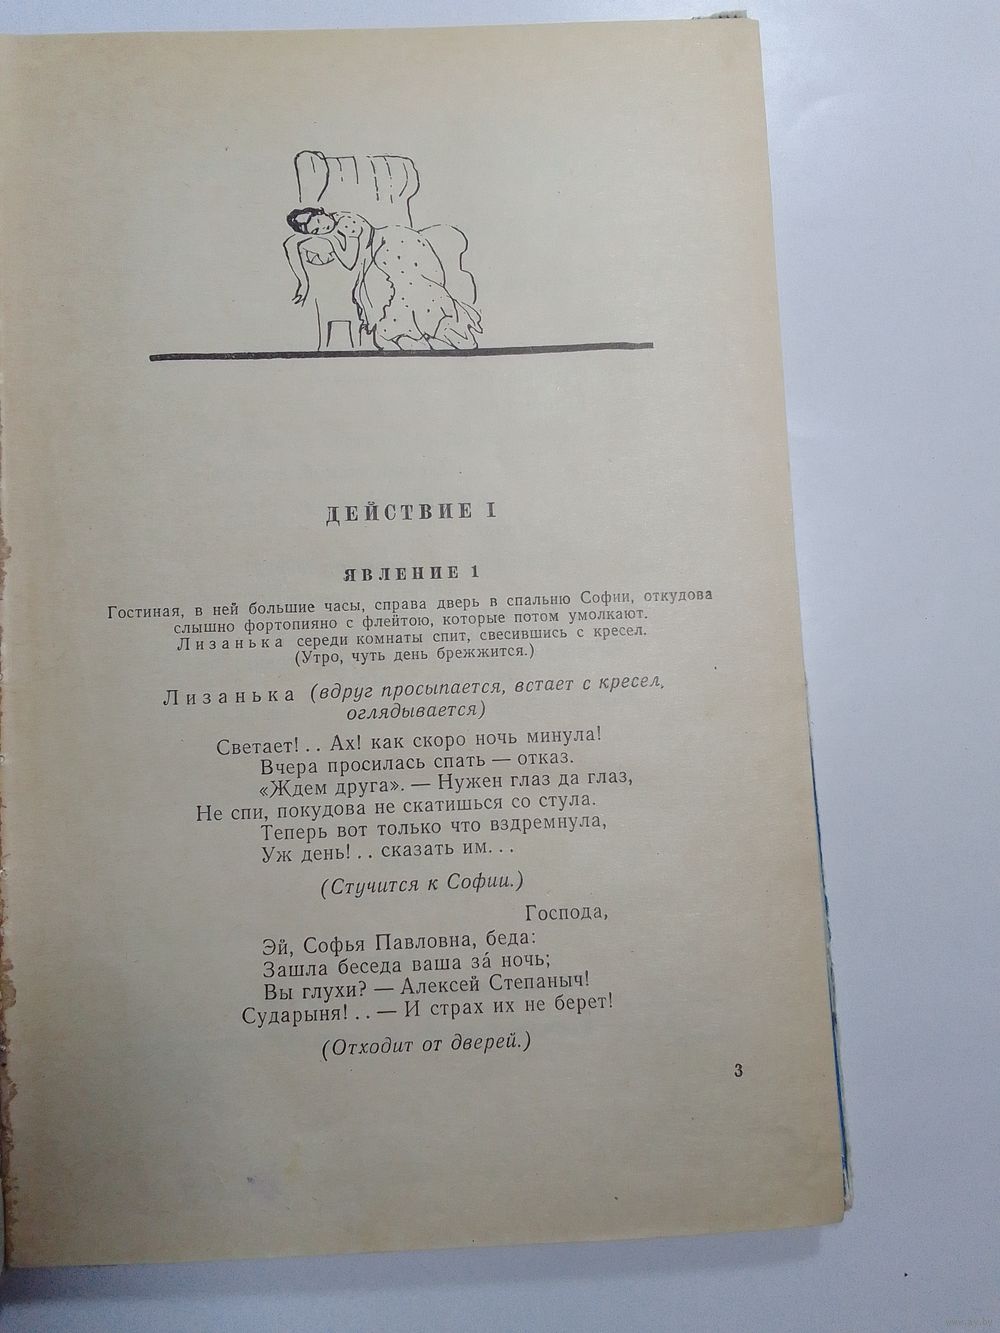 ДЕЙСТВИЕ I
ЯВЛЕНИЕ 1
Гостиная, в ней большие часы, справа дверь в спальню Софии, откудова
слышно фортопияно с флейтою, которые потом умолкают.
Лизанька середи комнаты спит, свесившись с кресел.
(Утро, чуть день брежжится.)
Лизанька (вдруг просыпается, встает с кресел,
оглядывается)
Светает!.. Ах! как скоро ночь минула!
Вчера просилась спать — отказ.
«Ждем друга». — Нужен глаз да глаз,
Не спи, покудова не скатишься со стула.
Теперь вот только что вздремнула,
Уж день!.. сказать им...
(Стучится к Софии.)
Господа,
Эй, Софья Павловна, беда:
Зашла беседа ваша за́ ночь;
Вы глухи? — Алексей Степаныч!
Сударыня!.. — И страх их не берет!
(Отходит от дверей.)
3
www.ay.by